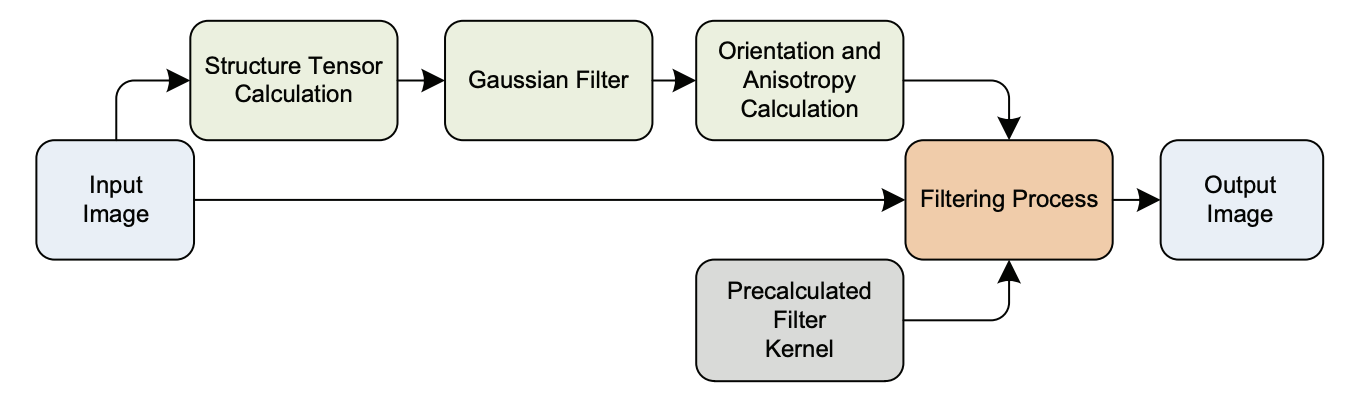 Structure Tensor
Calculation
Gaussian Filter
Orientation and
Anisotropy
Calculation
Input
Image
Filtering Process
Output
Image
Precalculated
Filter
Kernel